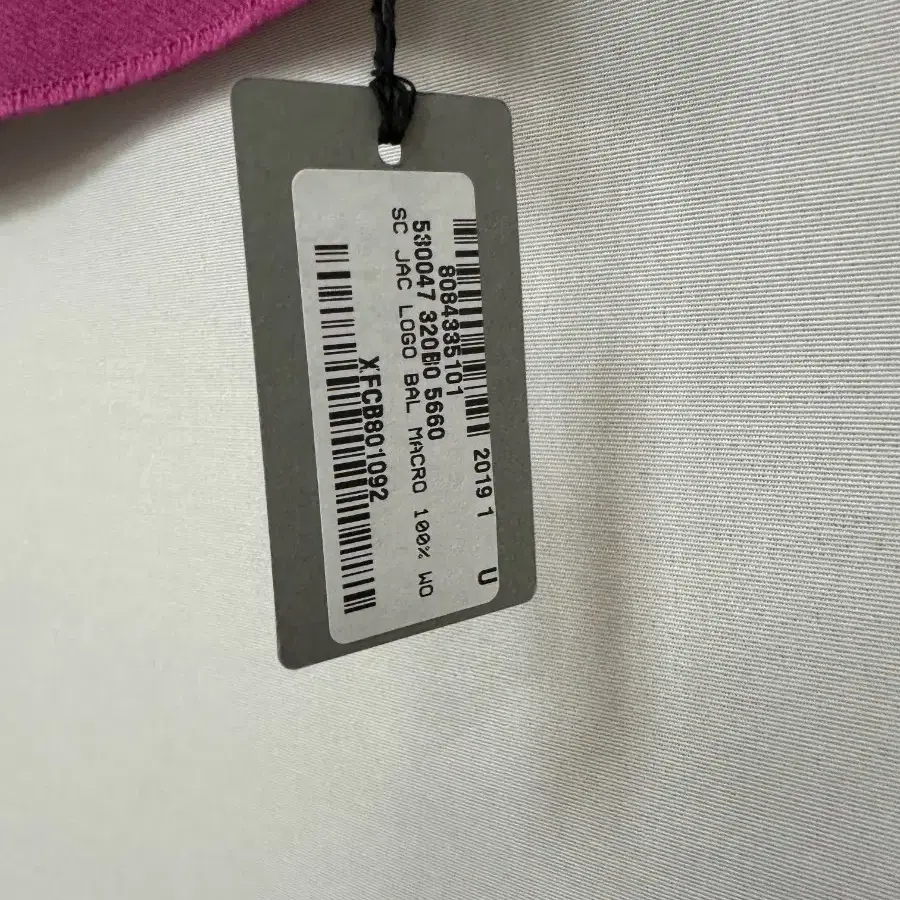 2019 1 U
8084335101
530047 320B0 5660
SC JAC LOGO BAL MACRO 100% WO
XFCB801092